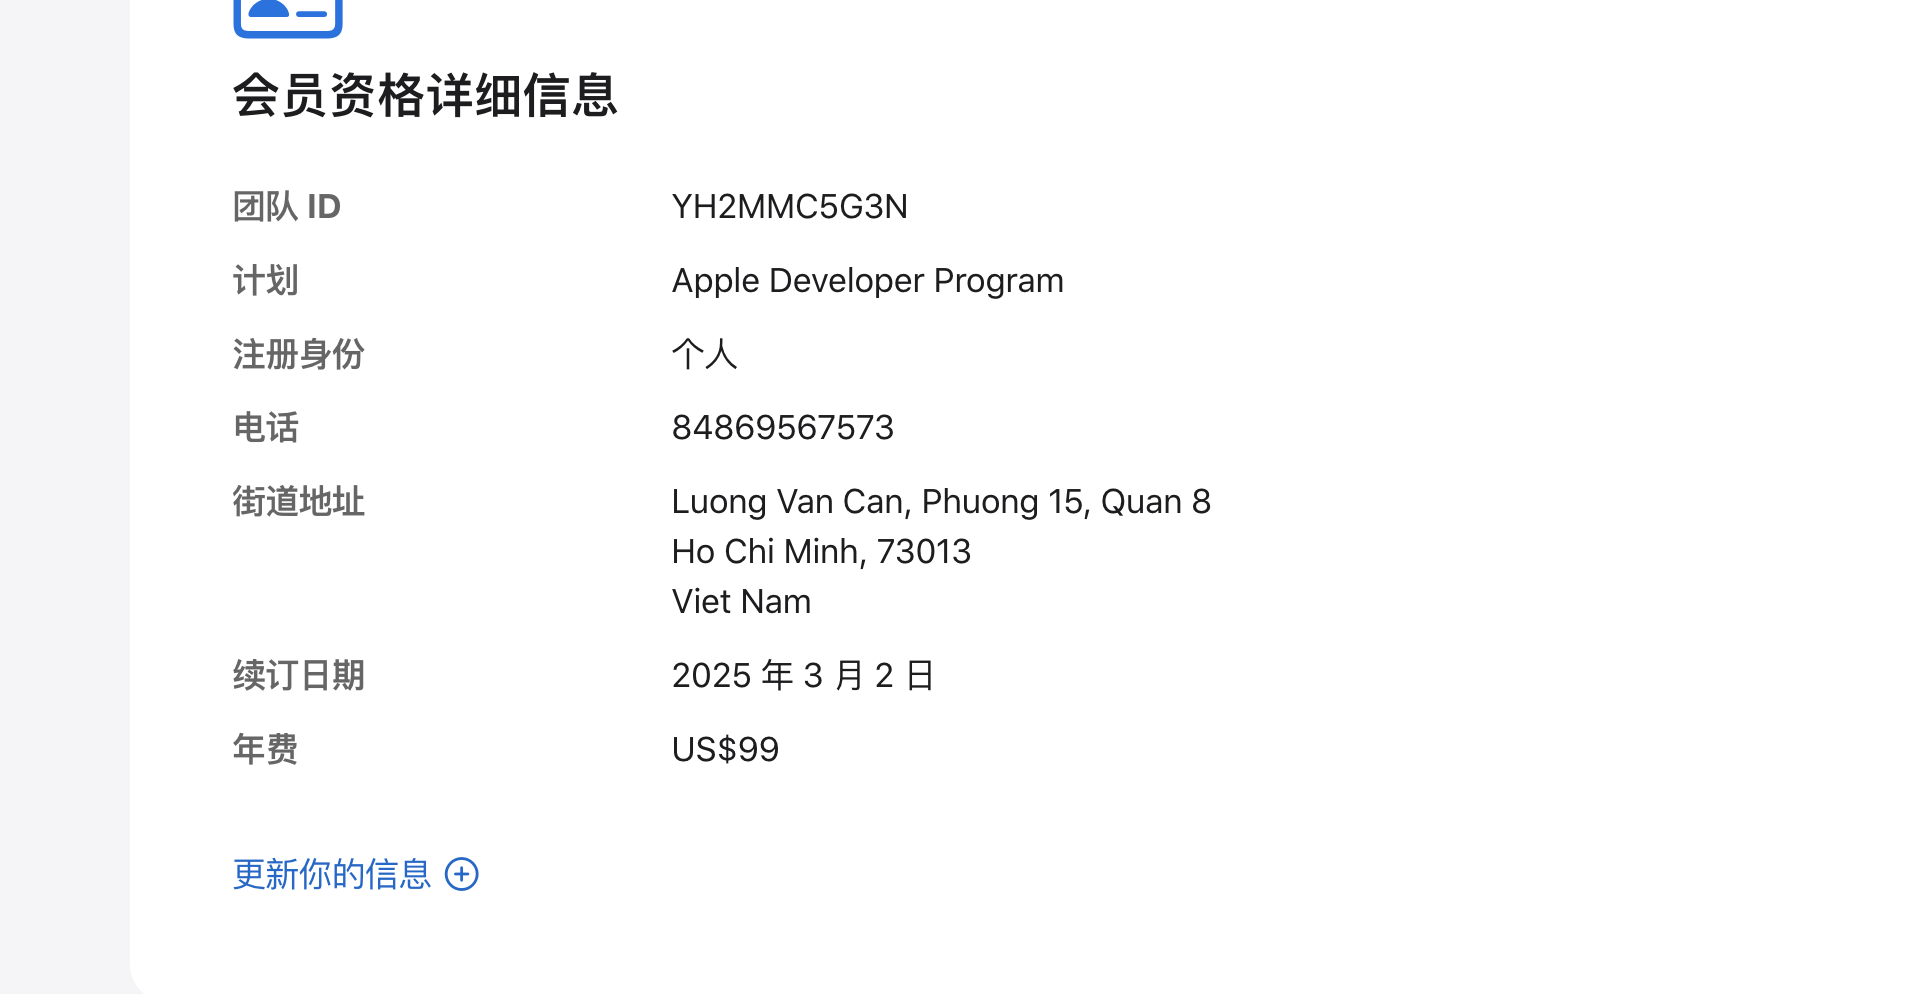 会员资格详细信息
团队 ID YH2MMC5G3N
计划 Apple Developer Program
注册身份 个人
电话 84869567573
街道地址 Luong Van Can, Phuong 15, Quan 8
Ho Chi Minh, 73013
Viet Nam
续订日期 2025 年 3 月 2 日
年费 US$99
更新你的信息